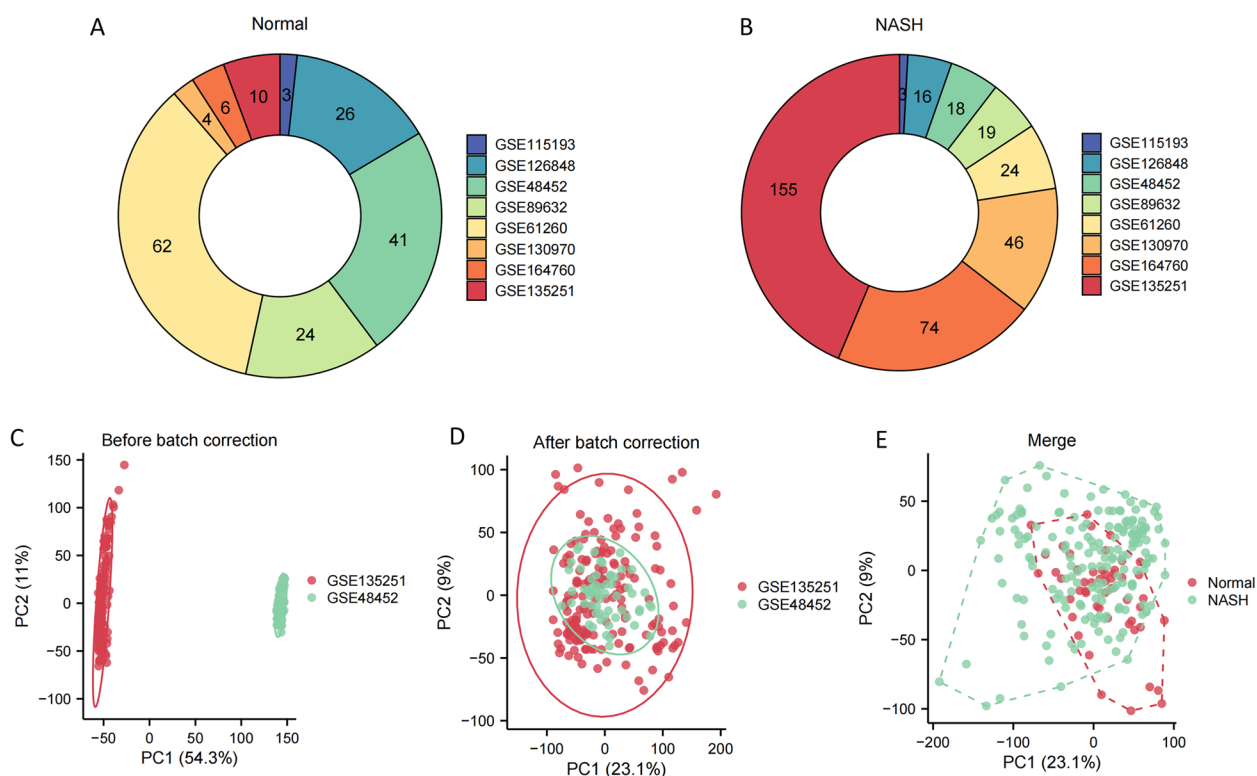 A
Normal
3
26
41
24
62
4
6
10
GSE115193
GSE126848
GSE48452
GSE89632
GSE61260
GSE130970
GSE164760
GSE135251
B
NASH
3
16
18
19
24
46
74
155
GSE115193
GSE126848
GSE48452
GSE89632
GSE61260
GSE130970
GSE164760
GSE135251
C
Before batch correction
PC2 (11%)
150
100
50
0
−50
−100
−50 0 50 100 150
PC1 (54.3%)
GSE135251
GSE48452
D
After batch correction
PC2 (9%)
100
50
0
−50
−100
−100 0 100 200
PC1 (23.1%)
GSE135251
GSE48452
E
Merge
PC2 (9%)
50
0
−50
−100
−200 −100 0 100
PC1 (23.1%)
Normal
NASH